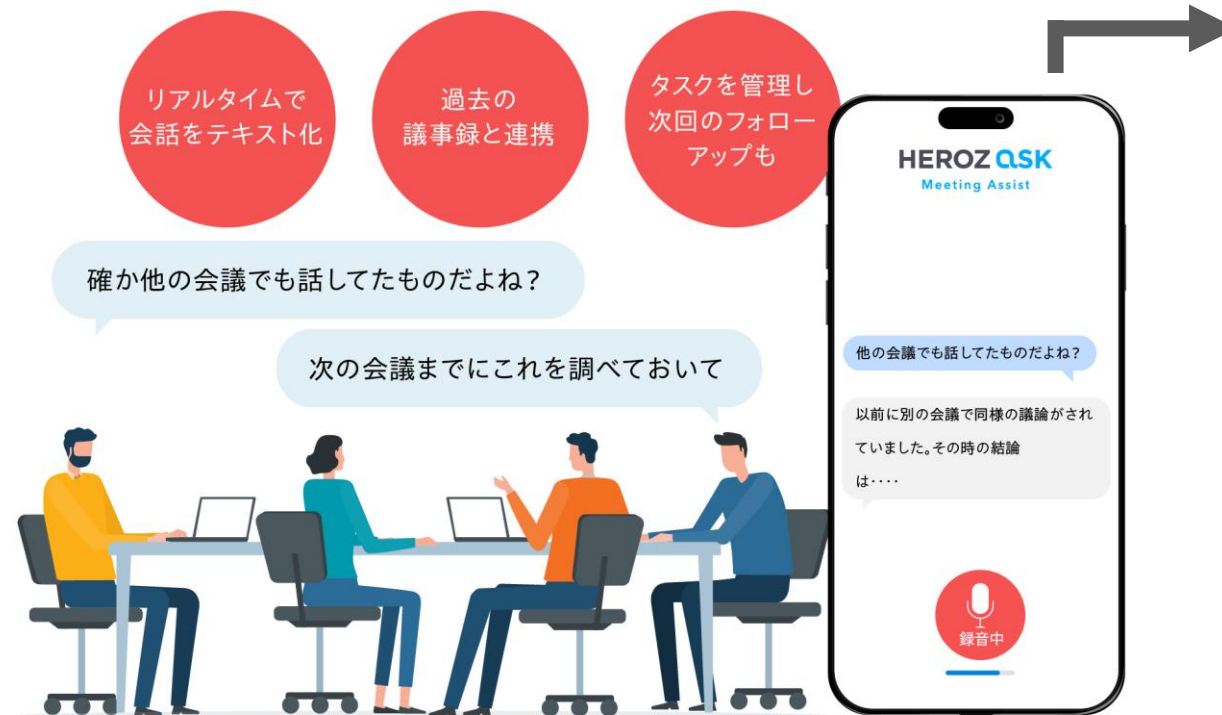 リアルタイムで
会話をテキスト化
過去の
議事録と連携
タスクを管理し
次回のフォロー
アップも
確か他の会議でも話してたものだよね？
次の会議までにこれを調べておいて
HEROZ ask
Meeting Assist
他の会議でも話してたものだよね？
以前に別の会議で同様の議論がされ
ていました。その時の結論
は････
録音中